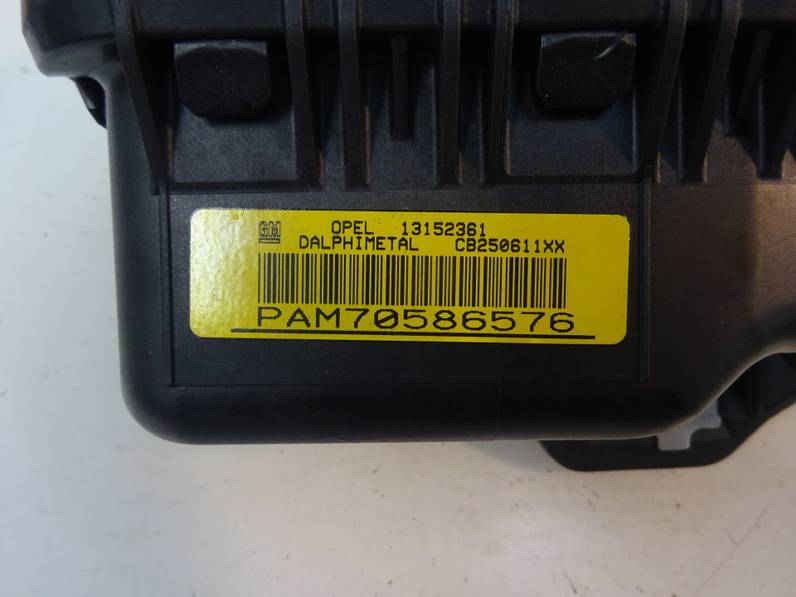 GM OPEL 13152361
DALPHIMETAL CB250611XX
PAM70586576